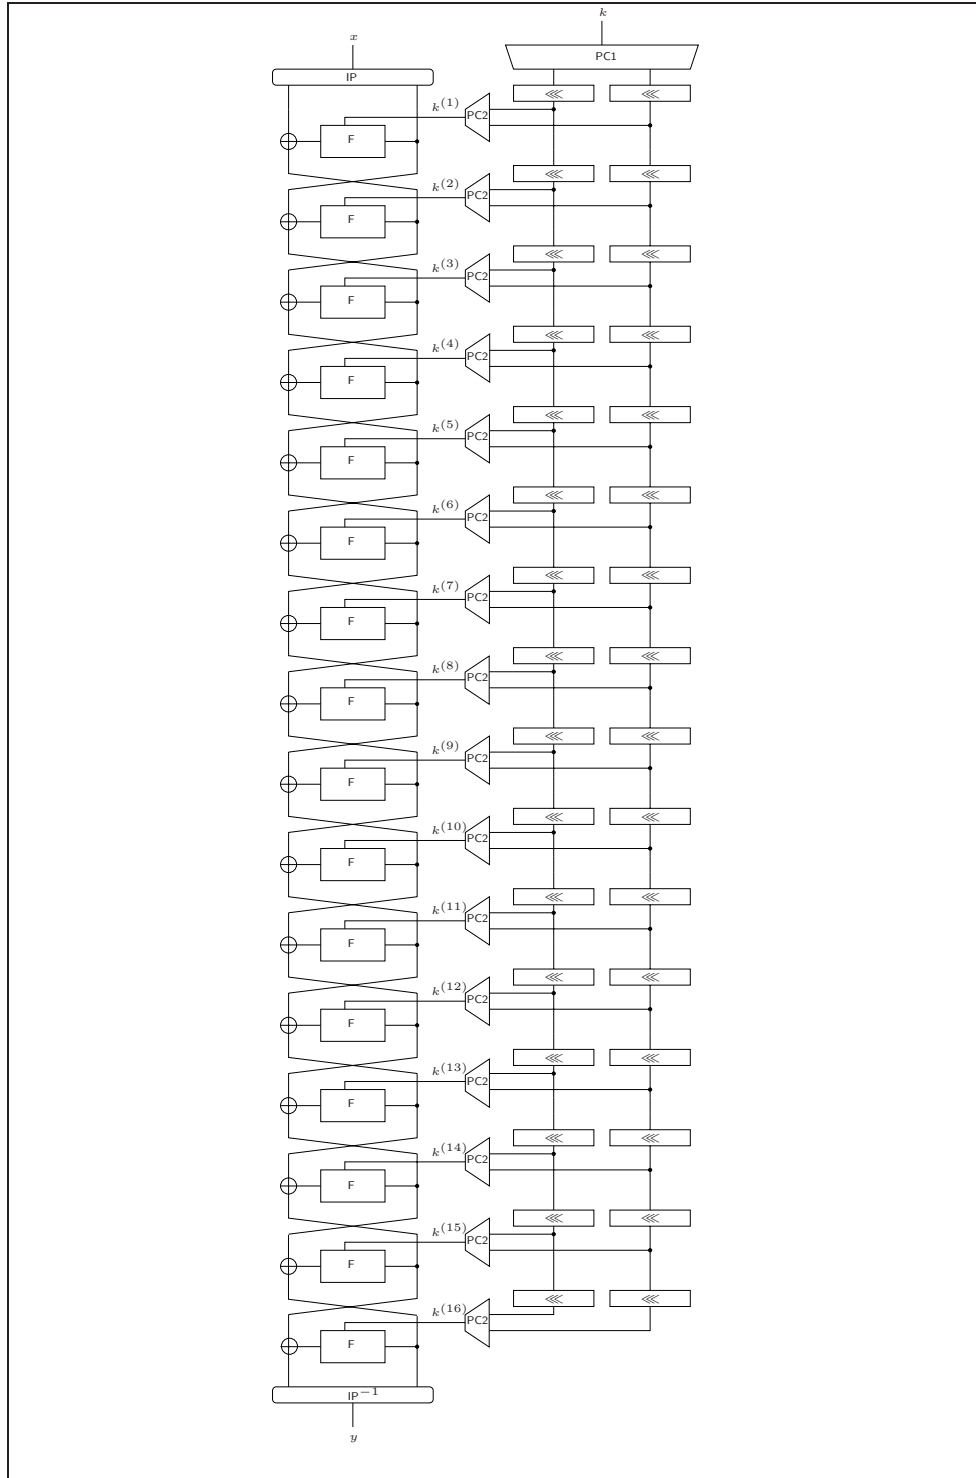 k
x
PC1
IP
⋘ ⋘
k^(1) PC2
F
⋘ ⋘
k^(2) PC2
F
⋘ ⋘
k^(3) PC2
F
⋘ ⋘
k^(4) PC2
F
⋘ ⋘
k^(5) PC2
F
⋘ ⋘
k^(6) PC2
F
⋘ ⋘
k^(7) PC2
F
⋘ ⋘
k^(8) PC2
F
⋘ ⋘
k^(9) PC2
F
⋘ ⋘
k^(10) PC2
F
⋘ ⋘
k^(11) PC2
F
⋘ ⋘
k^(12) PC2
F
⋘ ⋘
k^(13) PC2
F
⋘ ⋘
k^(14) PC2
F
⋘ ⋘
k^(15) PC2
F
⋘ ⋘
k^(16) PC2
F
IP^−1
y